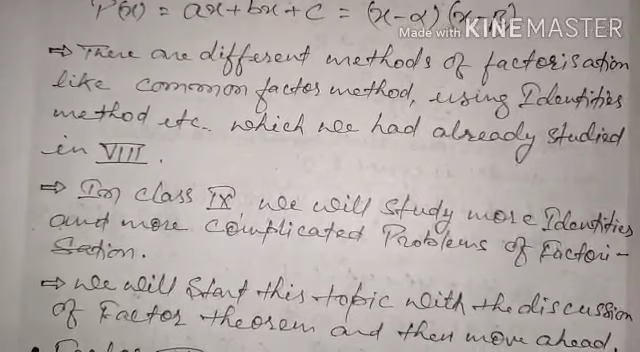 P(x) = ax + bx + c = (x-α)(x-β)
Made with KINEMASTER
⇒ There are different methods of factorisation
like common factor method, using Identities
method etc. which we had already studied
in VIII.
⇒ In class IX, we will study more Identities
and more complicated Problems of Factori-
sation.
⇒ We will start this topic with the discussion
of Factor theorem and then move ahead.